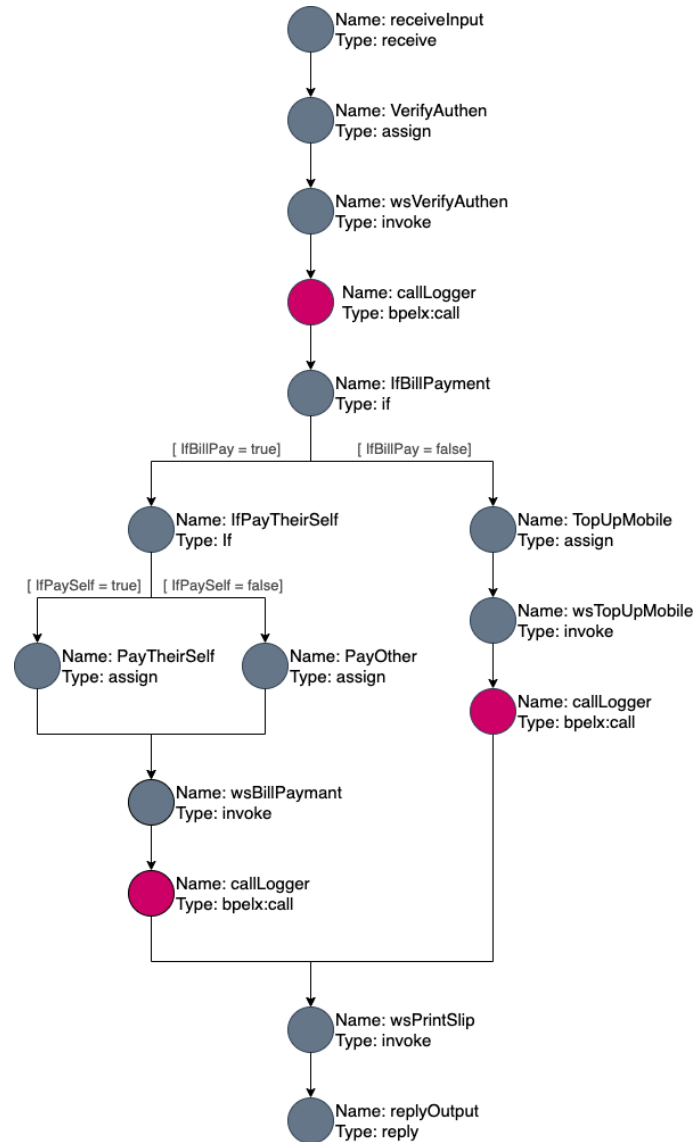 Name: receiveInput
Type: receive
Name: VerifyAuthen
Type: assign
Name: wsVerifyAuthen
Type: invoke
Name: callLogger
Type: bpelx:call
Name: IfBillPayment
Type: if
[ IfBillPay = true]
[ IfBillPay = false]
Name: IfPayTheirSelf
Type: If
Name: TopUpMobile
Type: assign
[ IfPaySelf = true]
[ IfPaySelf = false]
Name: wsTopUpMobile
Type: invoke
Name: PayTheirSelf
Type: assign
Name: PayOther
Type: assign
Name: callLogger
Type: bpelx:call
Name: wsBillPaymant
Type: invoke
Name: callLogger
Type: bpelx:call
Name: wsPrintSlip
Type: invoke
Name: replyOutput
Type: reply